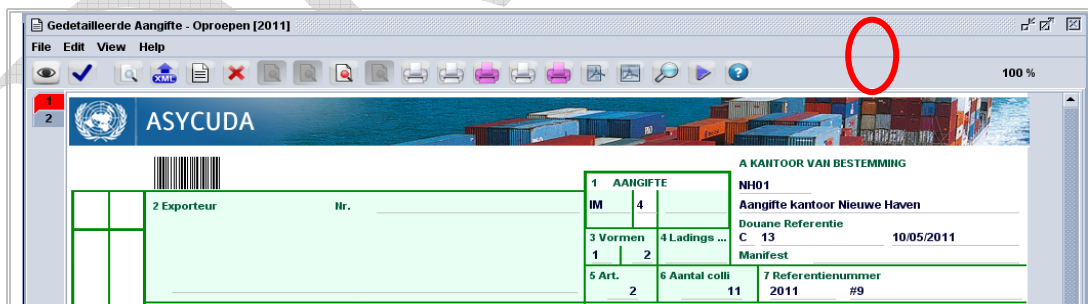 Gedetailleerde Aangifte - Oproepen [2011]
File Edit View Help
XML
100 %
1
2
ASYCUDA
A KANTOOR VAN BESTEMMING
1 AANGIFTE
NH01
2 Exporteur Nr.
IM 4
Aangifte kantoor Nieuwe Haven
Douane Referentie
3 Vormen 4 Ladings ...
C 13 10/05/2011
1 2
Manifest
5 Art. 6 Aantal colli 7 Referentienummer
2 11 2011 #9